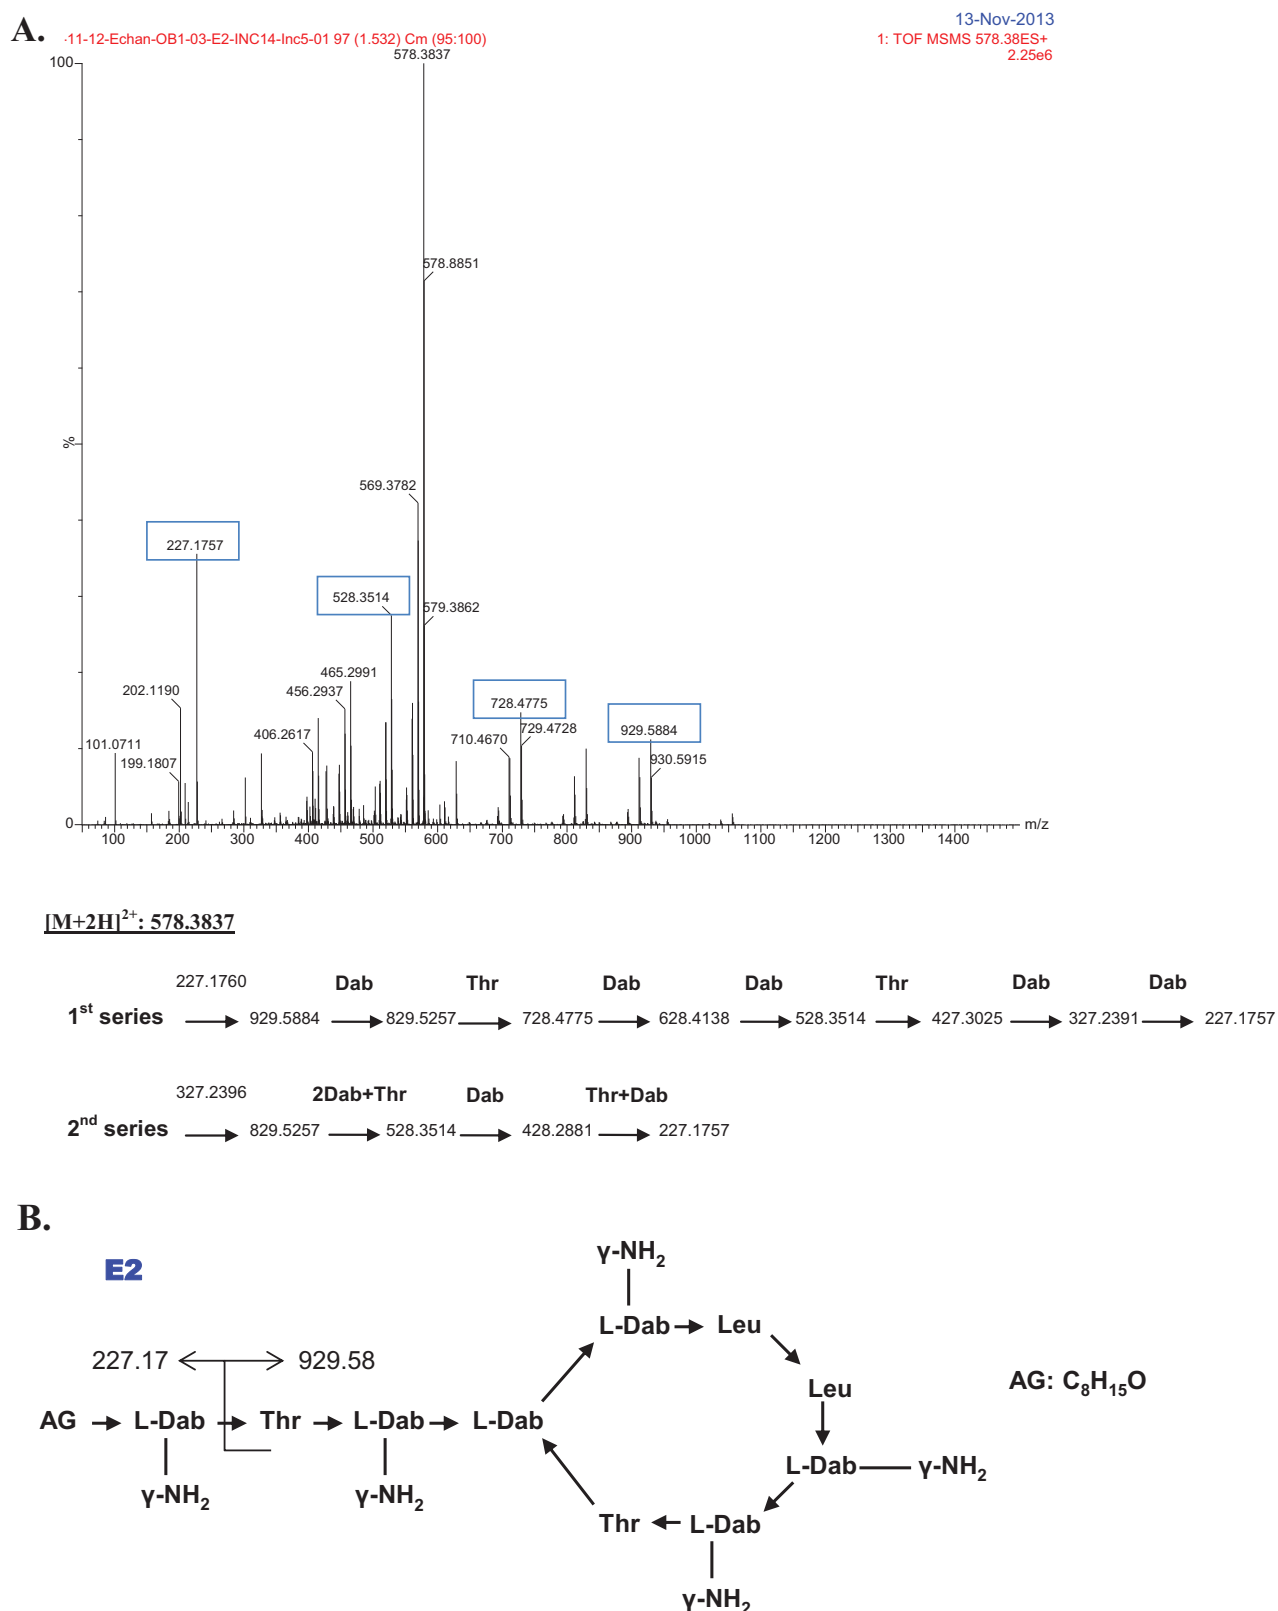 A.
-11-12-Echan-OB1-03-E2-INC14-Inc5-01 97 (1.532) Cm (95:100)
13-Nov-2013
1: TOF MSMS 578.38ES+
2.25e6
100
578.3837
578.8851
569.3782
227.1757
528.3514
579.3862
465.2991
202.1190
456.2937
728.4775
406.2617
710.4670
729.4728
929.5884
101.0711
199.1807
930.5915
%
0
m/z
100 200 300 400 500 600 700 800 900 1000 1100 1200 1300 1400
[M+2H]²⁺: 578.3837
227.1760 Dab Thr Dab Dab Thr Dab Dab
1st series → 929.5884 → 829.5257 → 728.4775 → 628.4138 → 528.3514 → 427.3025 → 327.2391 → 227.1757
327.2396 2Dab+Thr Dab Thr+Dab
2nd series → 829.5257 → 528.3514 → 428.2881 → 227.1757
B.
E2
γ-NH₂
L-Dab → Leu
227.17 929.58
Leu
AG: C₈H₁₅O
AG → L-Dab → Thr → L-Dab → L-Dab
L-Dab γ-NH₂
γ-NH₂ γ-NH₂
Thr ← L-Dab
γ-NH₂